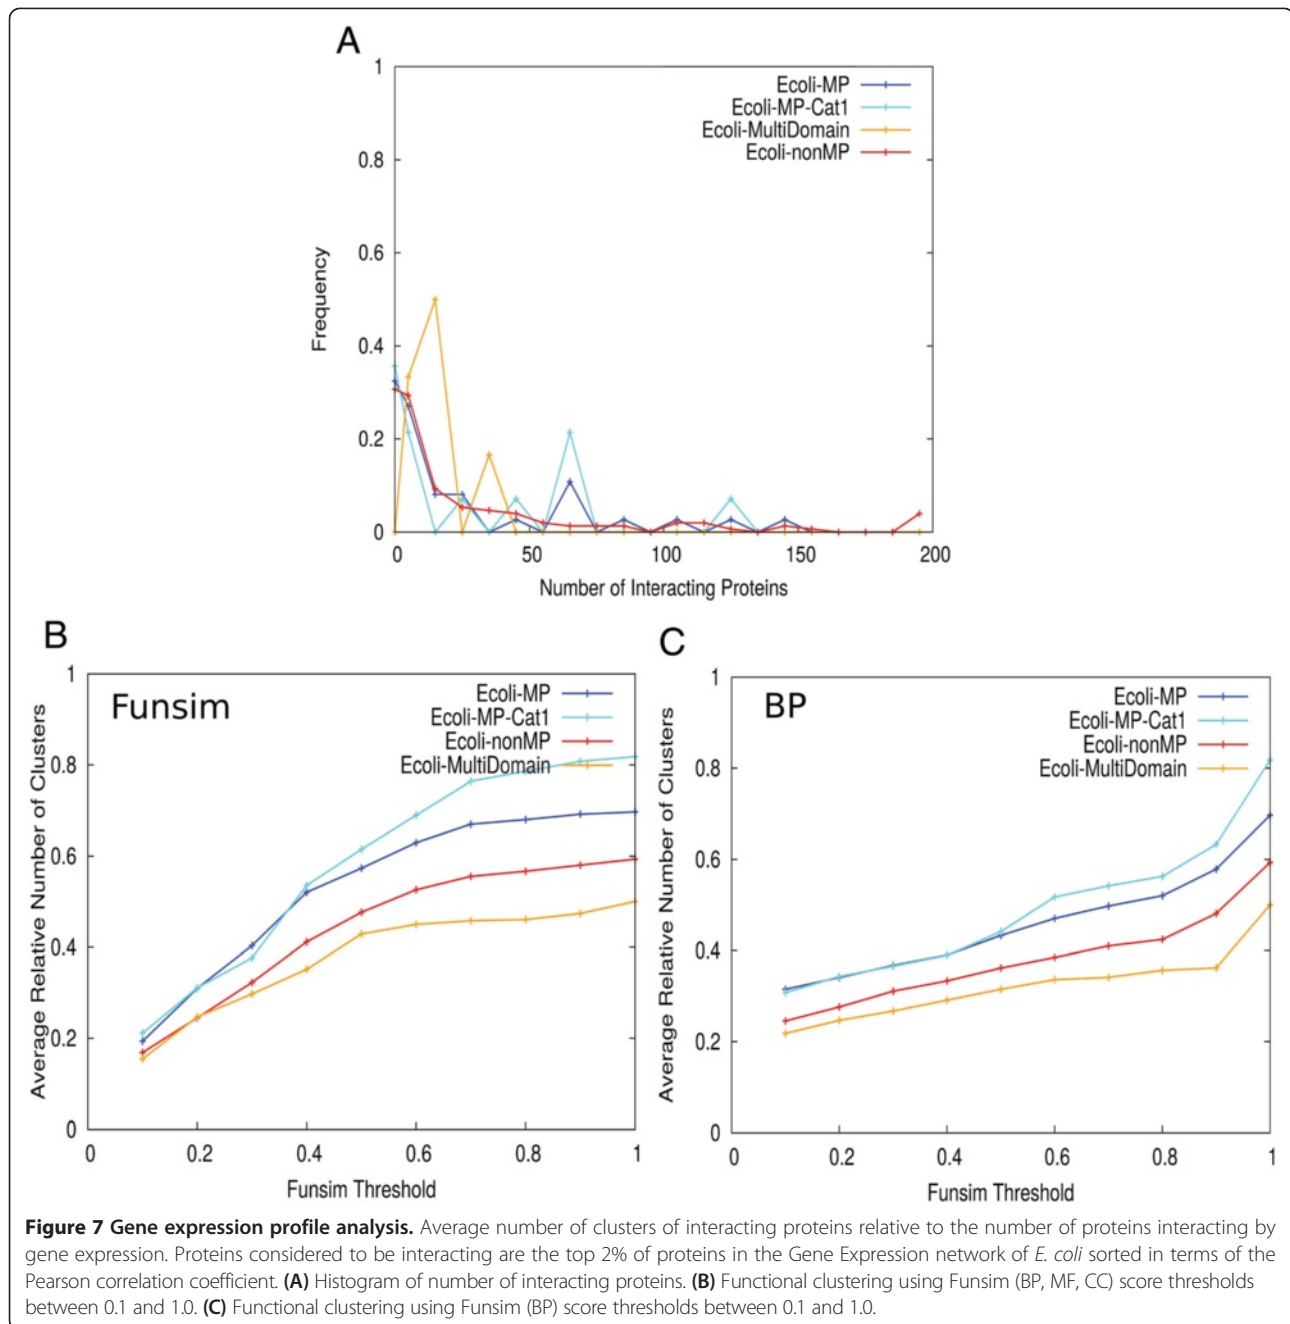 A
1
0.8
0.6
0.4
0.2
0
Frequency
Ecoli-MP
Ecoli-MP-Cat1
Ecoli-MultiDomain
Ecoli-nonMP
0 50 100 150 200
Number of Interacting Proteins
B
1
0.8
0.6
0.4
0.2
0
Average Relative Number of Clusters
Funsim
Ecoli-MP
Ecoli-MP-Cat1
Ecoli-nonMP
Ecoli-MultiDomain
0 0.2 0.4 0.6 0.8 1
Funsim Threshold
C
1
0.8
0.6
0.4
0.2
0
Average Relative Number of Clusters
BP
Ecoli-MP
Ecoli-MP-Cat1
Ecoli-nonMP
Ecoli-MultiDomain
0 0.2 0.4 0.6 0.8 1
Funsim Threshold
Figure 7 Gene expression profile analysis. Average number of clusters of interacting proteins relative to the number of proteins interacting by
gene expression. Proteins considered to be interacting are the top 2% of proteins in the Gene Expression network of E. coli sorted in terms of the
Pearson correlation coefficient. (A) Histogram of number of interacting proteins. (B) Functional clustering using Funsim (BP, MF, CC) score thresholds
between 0.1 and 1.0. (C) Functional clustering using Funsim (BP) score thresholds between 0.1 and 1.0.